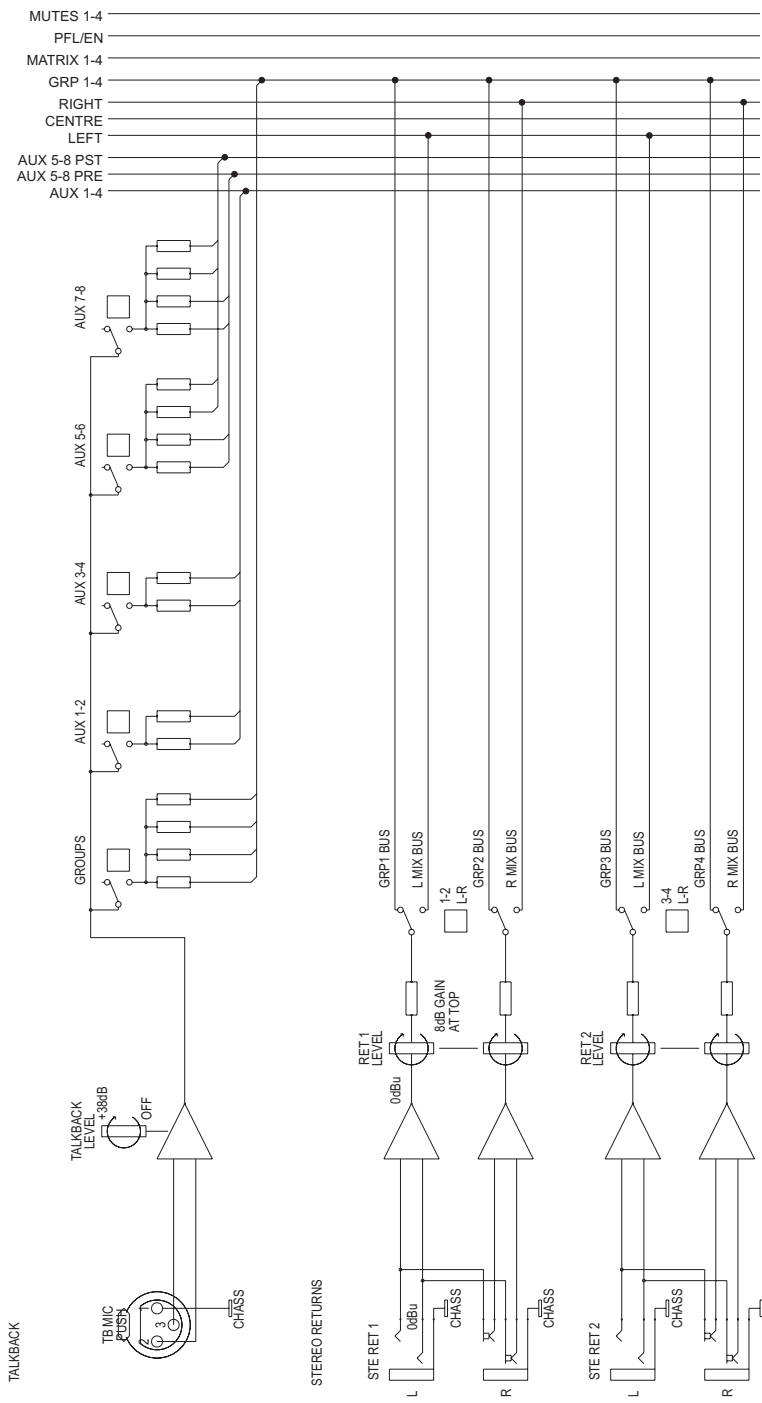 MUTES 1-4
PFL/EN
MATRIX 1-4
GRP 1-4
RIGHT
CENTRE
LEFT
AUX 5-8 PST
AUX 5-8 PRE
AUX 1-4
AUX 7-8
AUX 5-6
AUX 3-4
AUX 1-2
GROUPS
TALKBACK
LEVEL
+38dB
OFF
TB MIC
PUSH
1
2
3
CHASS
TALKBACK
GRP1 BUS
L MIX BUS
1-2
L-R
GRP2 BUS
R MIX BUS
GRP3 BUS
L MIX BUS
3-4
L-R
GRP4 BUS
R MIX BUS
RET 1
LEVEL
8dB GAIN
AT TOP
0dBu
RET 2
LEVEL
STEREO RETURNS
STE RET 1
0dBu
CHASS
CHASS
L
R
STE RET 2
CHASS
L
R